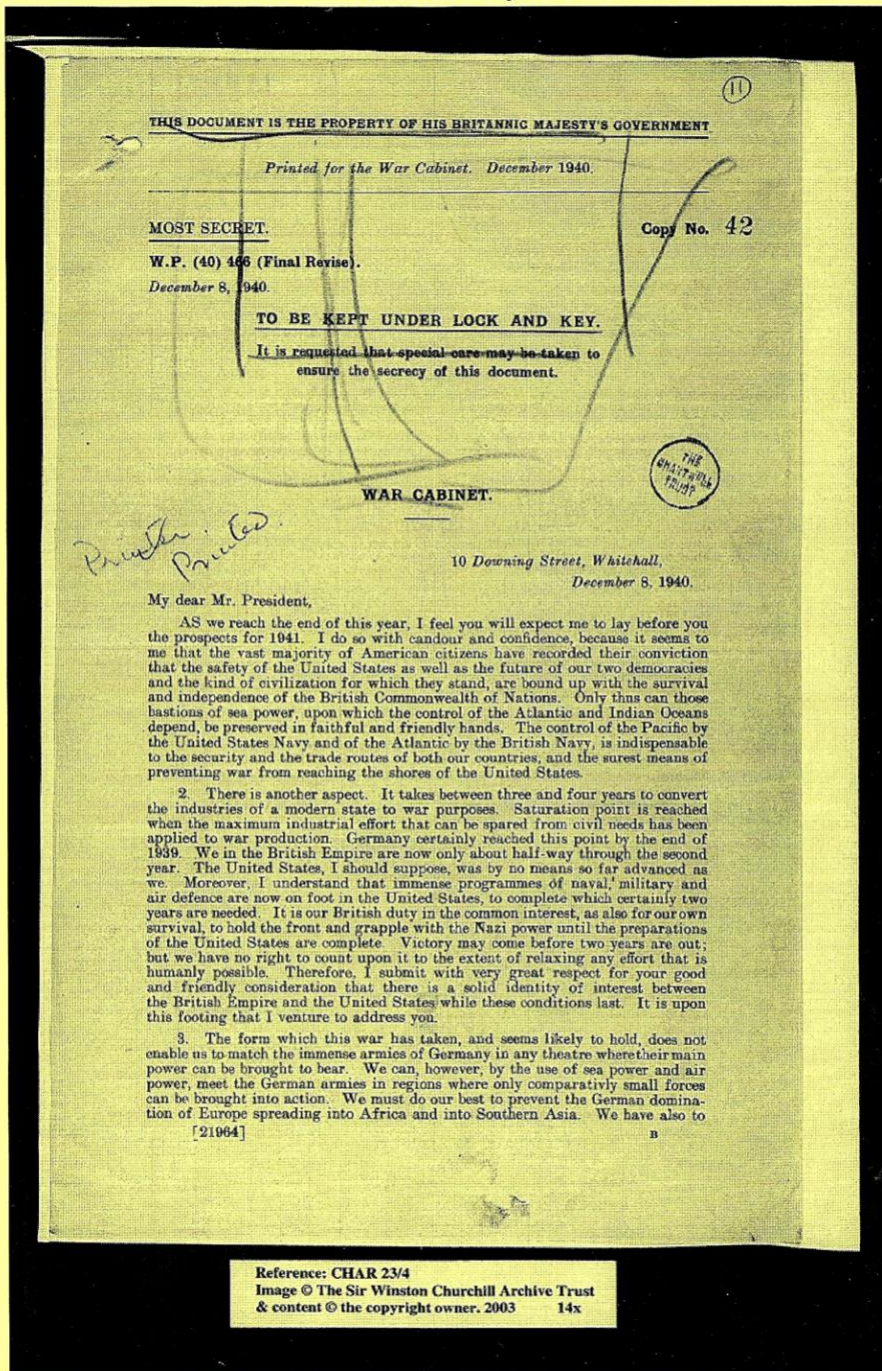 11
THIS DOCUMENT IS THE PROPERTY OF HIS BRITANNIC MAJESTY'S GOVERNMENT
Printed for the War Cabinet. December 1940.
MOST SECRET.
Copy No. 42
W.P. (40) 466 (Final Revise).
December 8, 1940.
TO BE KEPT UNDER LOCK AND KEY.
It is requested that special care may be taken to
ensure the secrecy of this document.
THE
CHARTWELL
TRUST
WAR CABINET.
Printer.
Printed.
10 Downing Street, Whitehall,
December 8, 1940.
My dear Mr. President,
AS we reach the end of this year, I feel you will expect me to lay before you
the prospects for 1941. I do so with candour and confidence, because it seems to
me that the vast majority of American citizens have recorded their conviction
that the safety of the United States as well as the future of our two democracies
and the kind of civilization for which they stand, are bound up with the survival
and independence of the British Commonwealth of Nations. Only thus can those
bastions of sea power, upon which the control of the Atlantic and Indian Oceans
depend, be preserved in faithful and friendly hands. The control of the Pacific by
the United States Navy and of the Atlantic by the British Navy, is indispensable
to the security and the trade routes of both our countries, and the surest means of
preventing war from reaching the shores of the United States.
2. There is another aspect. It takes between three and four years to convert
the industries of a modern state to war purposes. Saturation point is reached
when the maximum industrial effort that can be spared from civil needs has been
applied to war production. Germany certainly reached this point by the end of
1939. We in the British Empire are now only about half-way through the second
year. The United States, I should suppose, was by no means so far advanced as
we. Moreover, I understand that immense programmes of naval, military and
air defence are now on foot in the United States, to complete which certainly two
years are needed. It is our British duty in the common interest, as also for our own
survival, to hold the front and grapple with the Nazi power until the preparations
of the United States are complete. Victory may come before two years are out;
but we have no right to count upon it to the extent of relaxing any effort that is
humanly possible. Therefore, I submit with very great respect for your good
and friendly consideration that there is a solid identity of interest between
the British Empire and the United States while these conditions last. It is upon
this footing that I venture to address you.
3. The form which this war has taken, and seems likely to hold, does not
enable us to match the immense armies of Germany in any theatre where their main
power can be brought to bear. We can, however, by the use of sea power and air
power, meet the German armies in regions where only comparativly small forces
can be brought into action. We must do our best to prevent the German domina-
tion of Europe spreading into Africa and into Southern Asia. We have also to
[21964]
B
Reference: CHAR 23/4
Image © The Sir Winston Churchill Archive Trust
& content © the copyright owner. 2003 14x